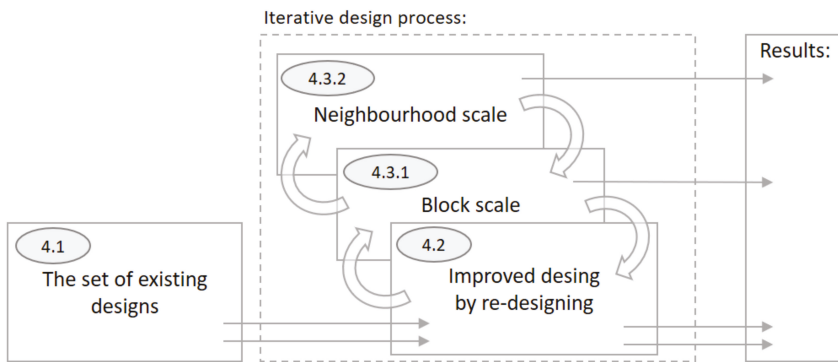 Iterative design process:
Results:
4.3.2
Neighbourhood scale
4.3.1
Block scale
4.1
The set of existing
designs
4.2
Improved desing
by re-designing